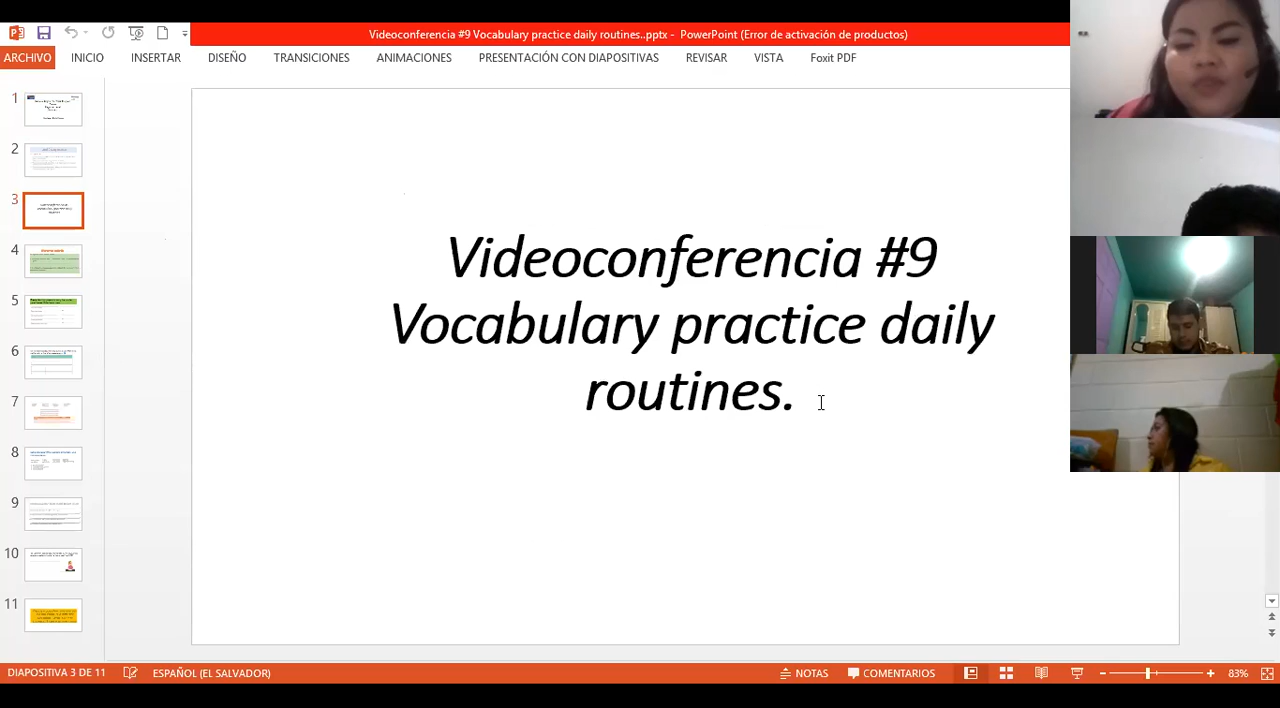 Videoconferencia #9 Vocabulary practice daily routines..pptx - PowerPoint (Error de activación de productos)
ARCHIVO INICIO INSERTAR DISEÑO TRANSICIONES ANIMACIONES PRESENTACIÓN CON DIAPOSITIVAS REVISAR VISTA Foxit PDF
1
2
3
4
5
6
7
8
9
10
11
Videoconferencia #9
Vocabulary practice daily
routines.
DIAPOSITIVA 3 DE 11 ESPAÑOL (EL SALVADOR) NOTAS COMENTARIOS 83%